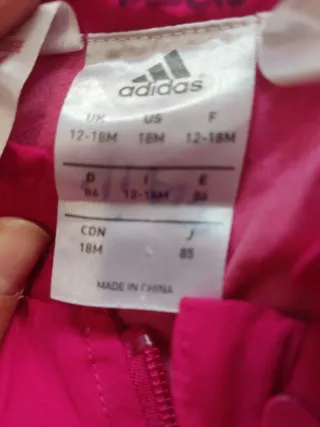 adidas
UK US F
12-18M 18M 12-18M
D I E
86 12-18M 86
CDN J
18M 85
MADE IN CHINA